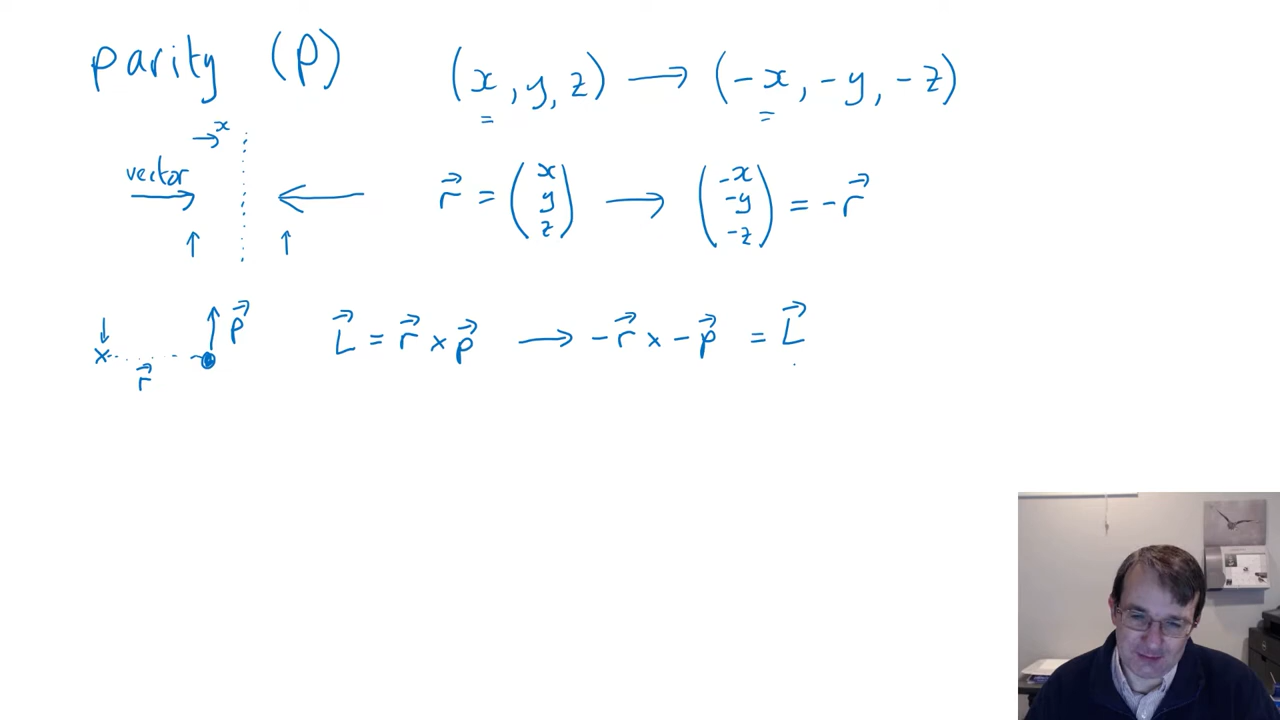 parity (P)
(x, y, z) → (-x, -y, -z)
→ x
vector
r⃗ = (x y z) → (-x -y -z) = -r⃗
p⃗
x
r⃗
L⃗ = r⃗ × p⃗ → -r⃗ × -p⃗ = L⃗